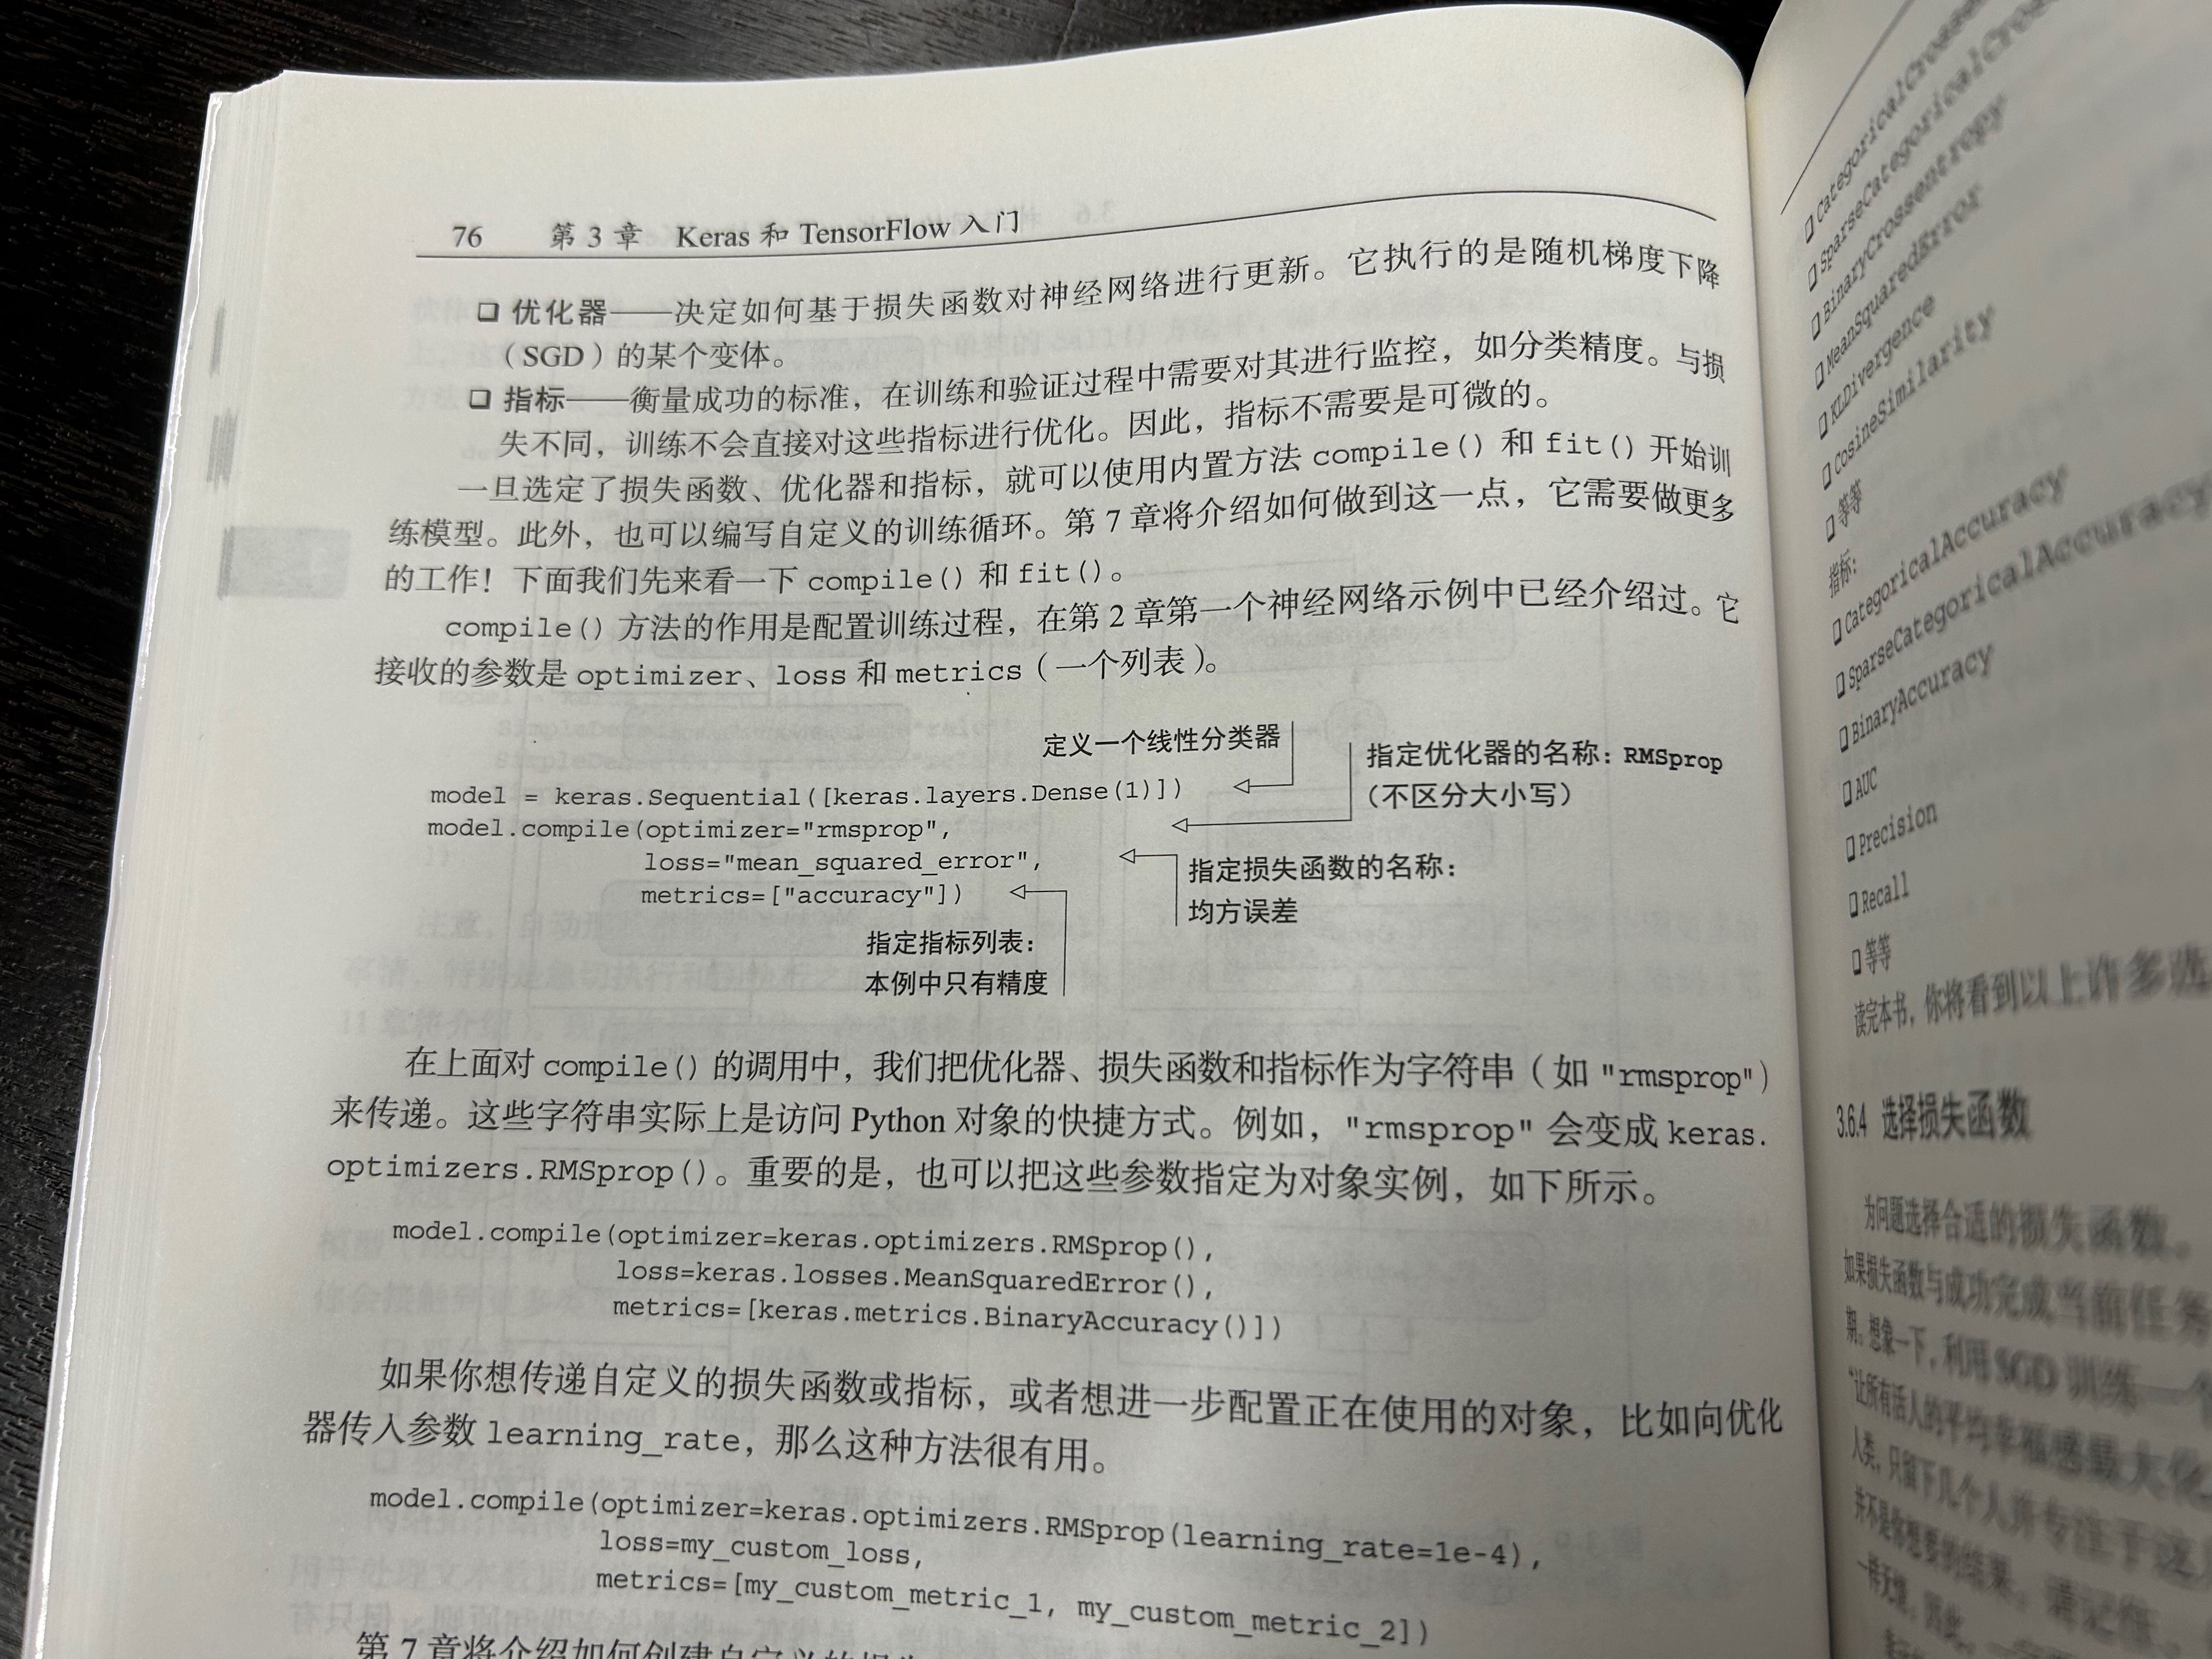 76 第3章 Keras 和 TensorFlow 入门
❏ 优化器——决定如何基于损失函数对神经网络进行更新。它执行的是随机梯度下降
（SGD）的某个变体。
❏ 指标——衡量成功的标准，在训练和验证过程中需要对其进行监控，如分类精度。与损
失不同，训练不会直接对这些指标进行优化。因此，指标不需要是可微的。
一旦选定了损失函数、优化器和指标，就可以使用内置方法 compile() 和 fit() 开始训
练模型。此外，也可以编写自定义的训练循环。第 7 章将介绍如何做到这一点，它需要做更多
的工作！下面我们先来看一下 compile() 和 fit()。
compile() 方法的作用是配置训练过程，在第 2 章第一个神经网络示例中已经介绍过。它
接收的参数是 optimizer、loss 和 metrics（一个列表）。
定义一个线性分类器
指定优化器的名称：RMSprop
（不区分大小写）
model = keras.Sequential([keras.layers.Dense(1)])
model.compile(optimizer="rmsprop",
loss="mean_squared_error",
metrics=["accuracy"])
指定损失函数的名称：
均方误差
指定指标列表：
本例中只有精度
在上面对 compile() 的调用中，我们把优化器、损失函数和指标作为字符串（如 "rmsprop"）
来传递。这些字符串实际上是访问 Python 对象的快捷方式。例如，"rmsprop" 会变成 keras.
optimizers.RMSprop()。重要的是，也可以把这些参数指定为对象实例，如下所示。
model.compile(optimizer=keras.optimizers.RMSprop(),
loss=keras.losses.MeanSquaredError(),
metrics=[keras.metrics.BinaryAccuracy()])
如果你想传递自定义的损失函数或指标，或者想进一步配置正在使用的对象，比如向优化
器传入参数 learning_rate，那么这种方法很有用。
model.compile(optimizer=keras.optimizers.RMSprop(learning_rate=1e-4),
loss=my_custom_loss,
metrics=[my_custom_metric_1, my_custom_metric_2])
第 7 章将介绍如何创建自定义的损失
❏ CategoricalCrossen
❏ SparseCategoricalCros
❏ BinaryCrossentropy
❏ MeanSquaredError
❏ KLDivergence
❏ CosineSimilarity
❏ 等等
指标：
❏ CategoricalAccuracy
❏ SparseCategoricalAccuracy
❏ BinaryAccuracy
❏ AUC
❏ Precision
❏ Recall
❏ 等等
读完本书，你将看到以上许多选
3.6.4 选择损失函数
为问题选择合适的损失函数，
如果损失函数与成功完成当前任务
期。想象一下，利用 SGD 训练一个
“让所有活人的平均幸福感最大化
人类，只留下几个人并专注于这
并不是你想要的结果。请记住，
一样无情。因此，一定